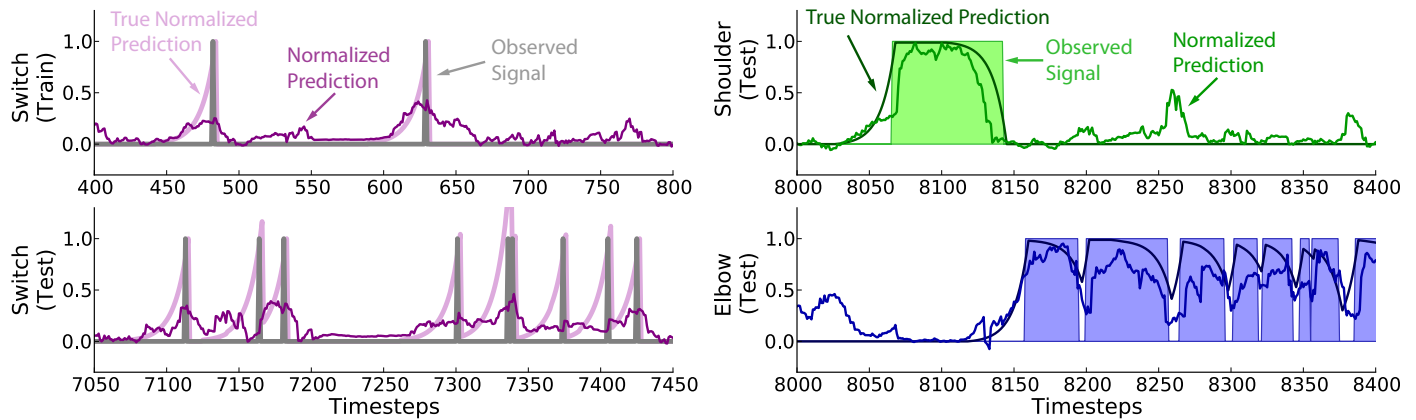 True Normalized
Prediction
Normalized
Prediction
Observed
Signal
Switch
(Train)
1.0
0.5
0.0
400 450 500 550 600 650 700 750 800
True Normalized Prediction
Observed
Signal
Normalized
Prediction
Shoulder
(Test)
1.0
0.5
0.0
8000 8050 8100 8150 8200 8250 8300 8350 8400
Switch
(Test)
1.0
0.5
0.0
7050 7100 7150 7200 7250 7300 7350 7400 7450
Timesteps
Elbow
(Test)
1.0
0.5
0.0
8000 8050 8100 8150 8200 8250 8300 8350 8400
Timesteps